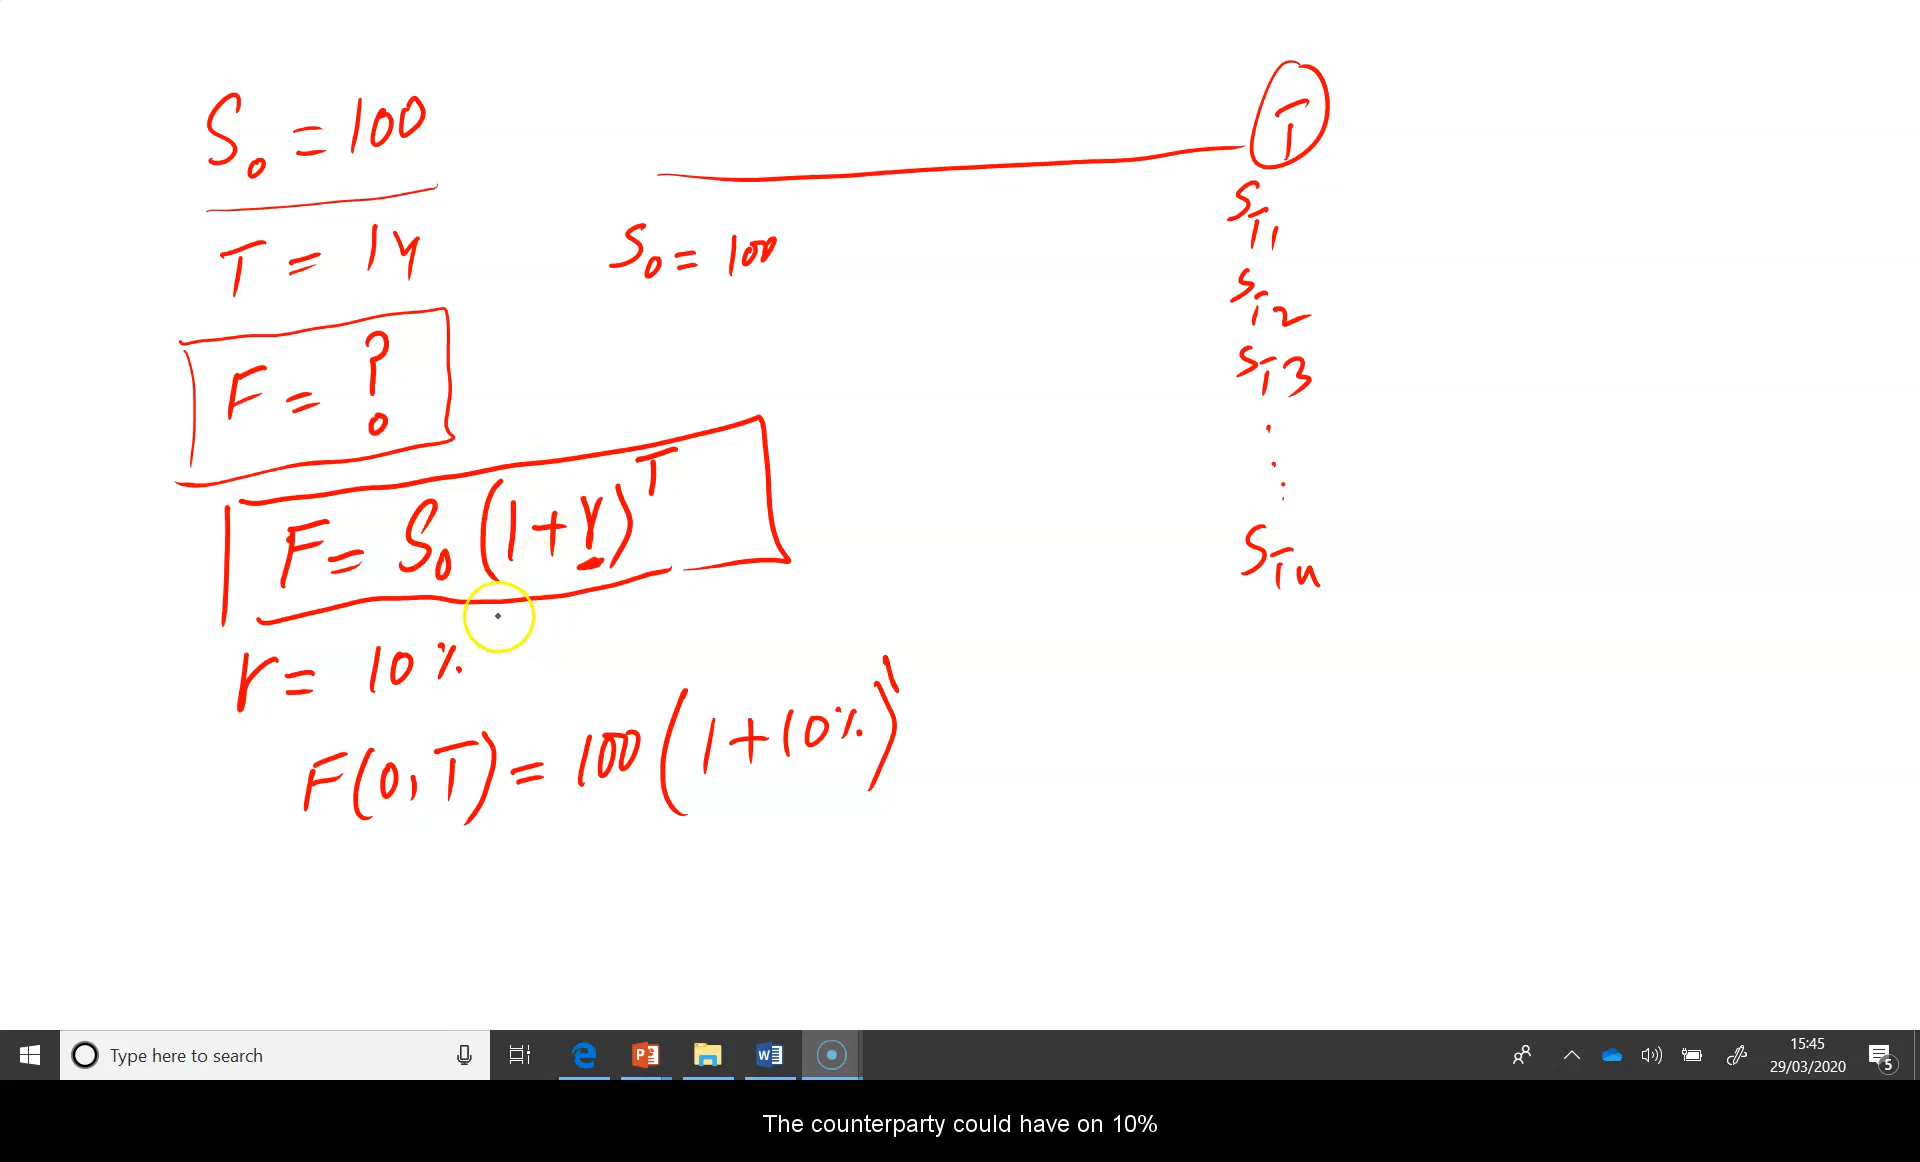 S₀ = 100
T = 1Y
F = ?
F = S₀ (1+r)ᵀ
r = 10%
F(0,T) = 100 (1+10%)¹
T
S₀ = 100
S_T1
S_T2
S_T3
S_Tn
Type here to search
15:45
29/03/2020
5
The counterparty could have on 10%